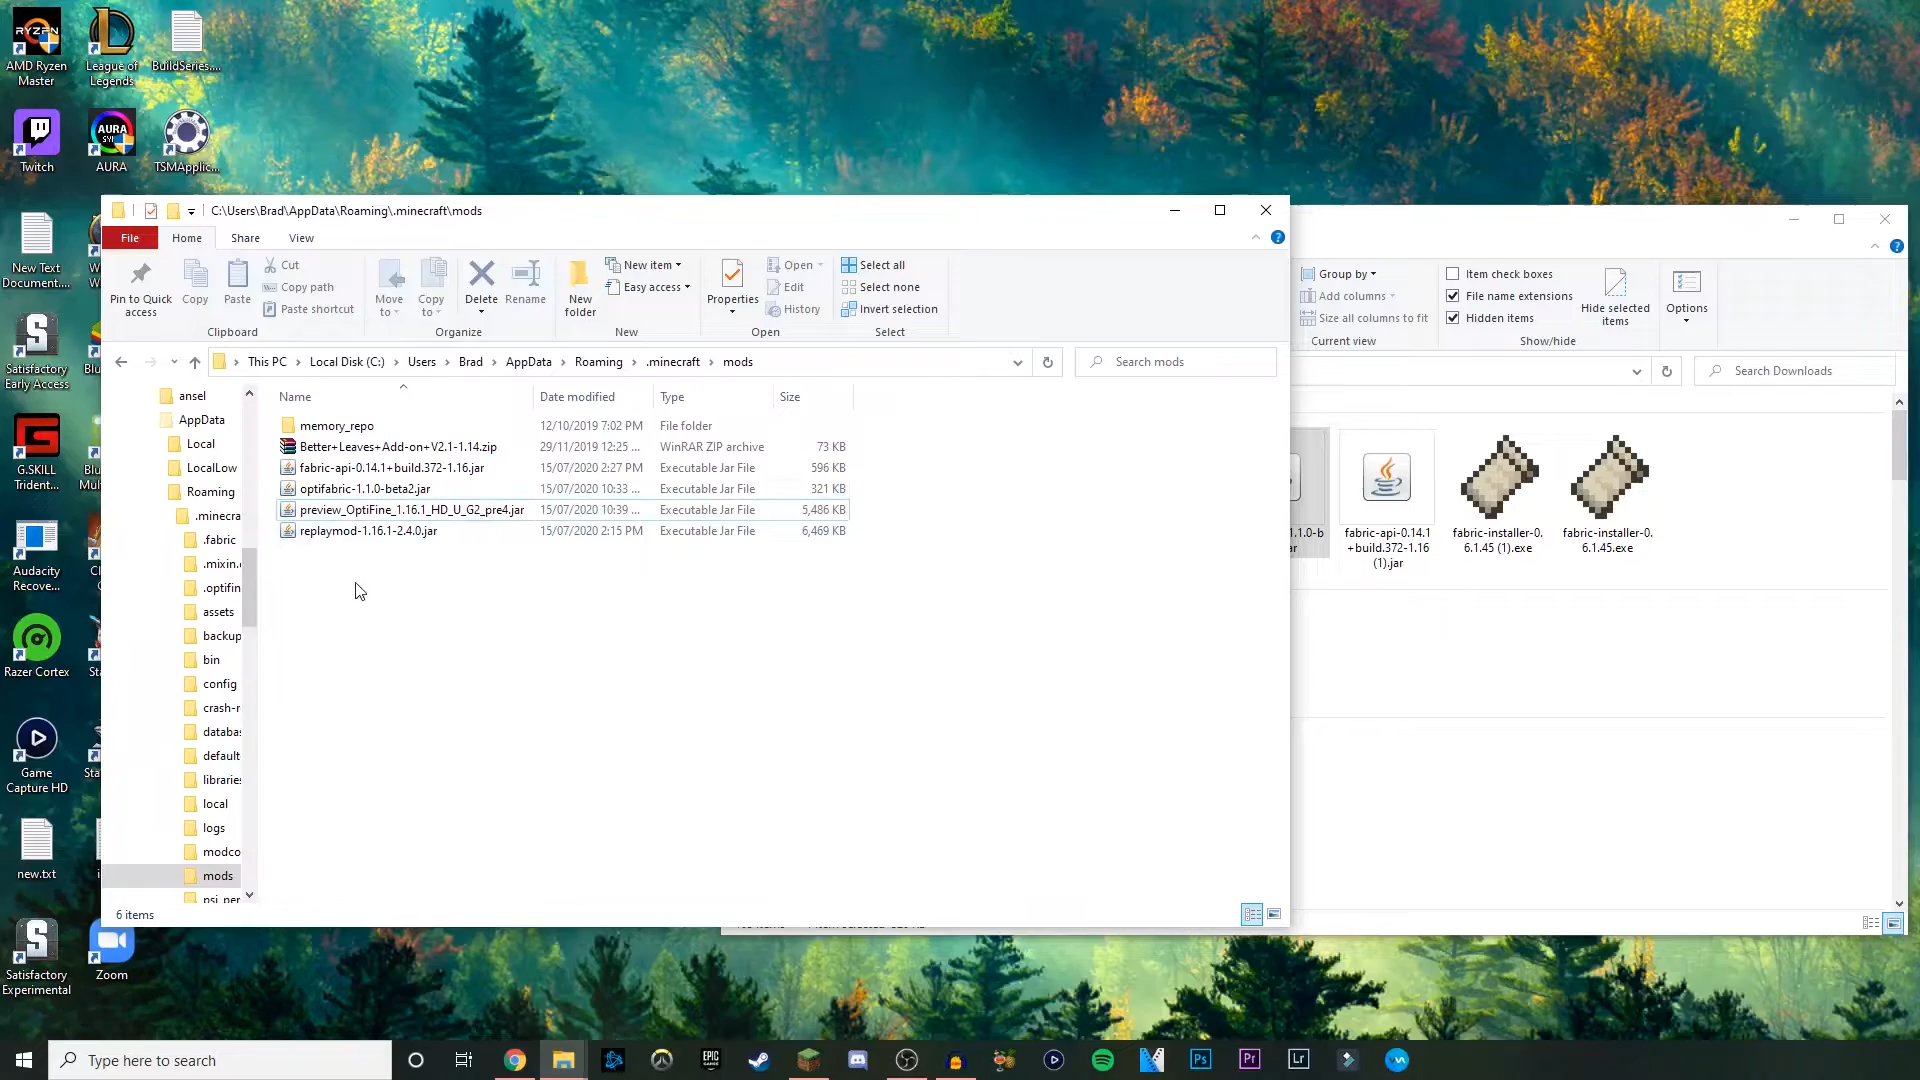 AMD Ryzen
Master
League of
Legends
BuildSeries....
Twitch
AURA
TSMApplic...
New Text
Document....
Satisfactory
Early Access
G.SKILL
Trident...
Audacity
Recove...
Razer Cortex
Game
Capture HD
new.txt
Satisfactory
Experimental
Zoom
C:\Users\Brad\AppData\Roaming\.minecraft\mods
File Home Share View
Pin to Quick
access
Copy
Paste
Cut
Copy path
Paste shortcut
Clipboard
Move
to
Copy
to
Delete
Rename
Organize
New
folder
New item
Easy access
New
Properties
Open
Edit
History
Open
Select all
Select none
Invert selection
Select
This PC > Local Disk (C:) > Users > Brad > AppData > Roaming > .minecraft > mods
Search mods
ansel
AppData
Local
LocalLow
Roaming
.minecra
.fabric
.mixin.
.optifin
assets
backup
bin
config
crash-r
databa
default
libraries
local
logs
modco
mods
psi_per
Name Date modified Type Size
memory_repo 12/10/2019 7:02 PM File folder
Better+Leaves+Add-on+V2.1-1.14.zip 29/11/2019 12:25 ... WinRAR ZIP archive 73 KB
fabric-api-0.14.1+build.372-1.16.jar 15/07/2020 2:27 PM Executable Jar File 596 KB
optifabric-1.1.0-beta2.jar 15/07/2020 10:33 ... Executable Jar File 321 KB
preview_OptiFine_1.16.1_HD_U_G2_pre4.jar 15/07/2020 10:39 ... Executable Jar File 5,486 KB
replaymod-1.16.1-2.4.0.jar 15/07/2020 2:15 PM Executable Jar File 6,469 KB
6 items
Group by
Add columns
Size all columns to fit
Current view
Item check boxes
File name extensions
Hidden items
Hide selected
items
Show/hide
Options
Search Downloads
1.1.0-b
ar
fabric-api-0.14.1
+build.372-1.16
(1).jar
fabric-installer-0.
6.1.45 (1).exe
fabric-installer-0.
6.1.45.exe
Type here to search
EPIC
GAMES
Ps
Pr
Lr